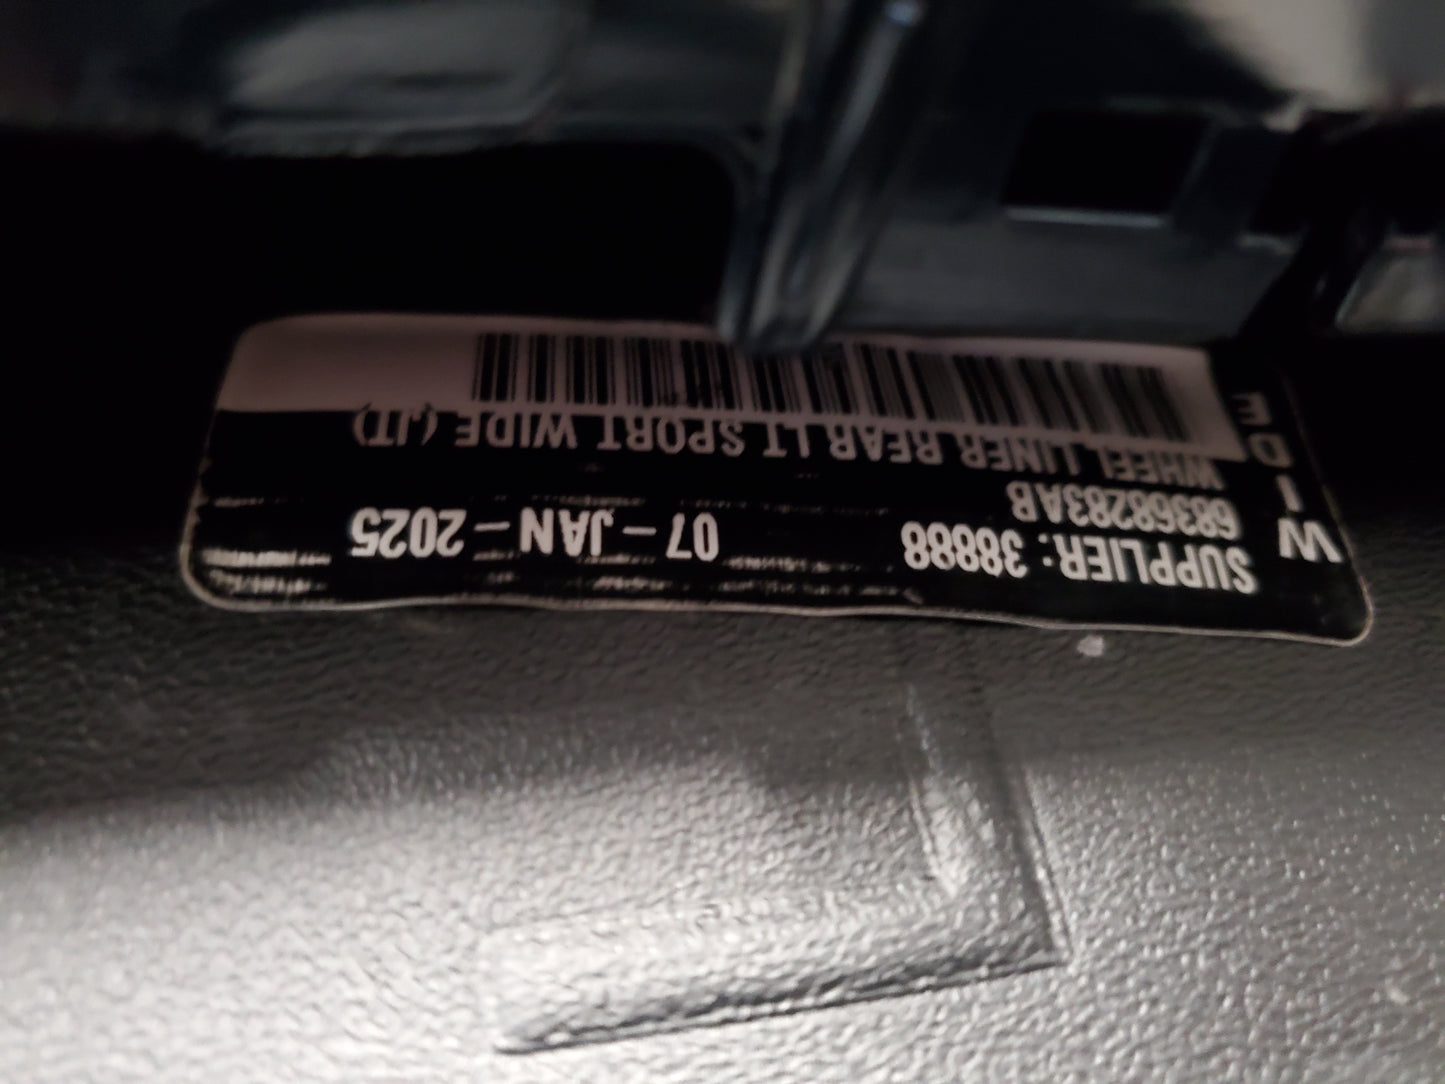 SUPPLIER: 38888 07 – JAN – 2025
68368283AB
WHEEL LINER REAR LT SPORT WIDE (JT)
WIDE